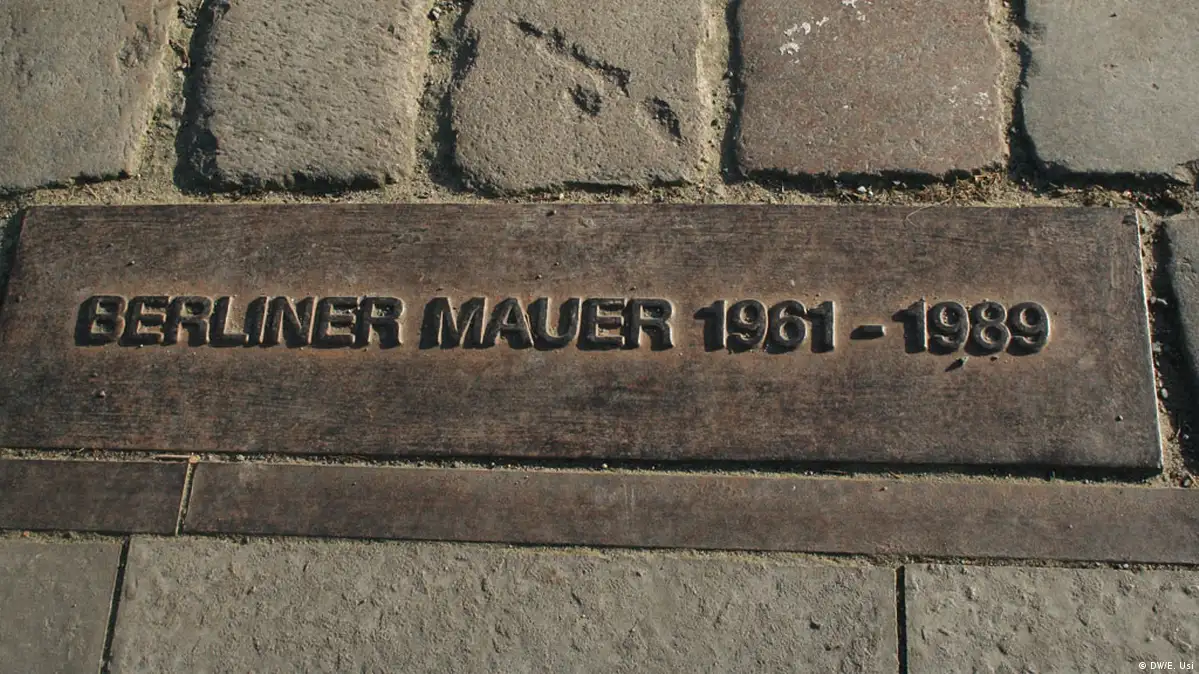 BERLINER MAUER 1961 - 1989
© DW/E. Usi